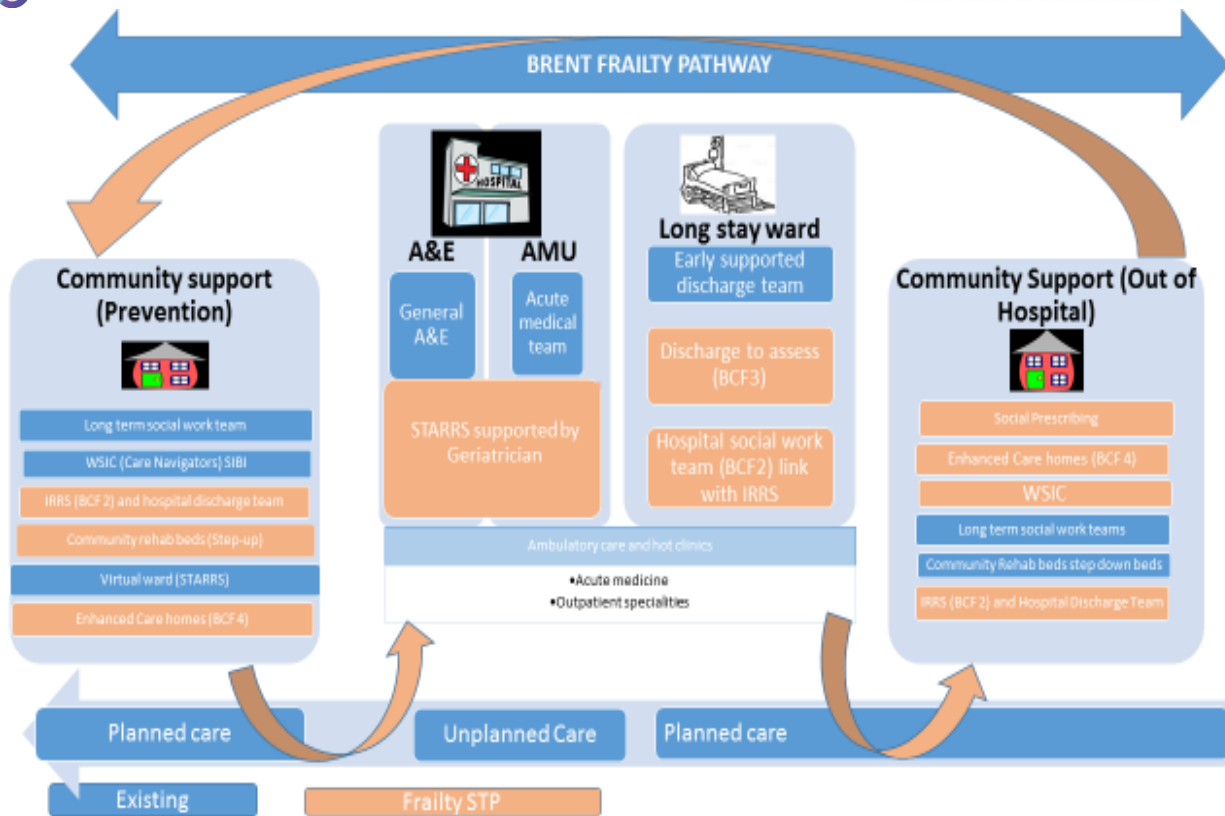 BRENT FRAILTY PATHWAY
Community support
(Prevention)
Long term social work team
WSIC (Care Navigators) SIBI
IRRS (BCF 2) and hospital discharge team
Community rehab beds (Step-up)
Virtual ward (STARRS)
Enhanced Care homes (BCF 4)
HOSPITAL
A&E
AMU
General
A&E
Acute
medical
team
STARRS supported by
Geriatrician
Long stay ward
Early supported
discharge team
Discharge to assess
(BCF3)
Hospital social work
team (BCF2) link
with IRRS
Ambulatory care and hot clinics
•Acute medicine
•Outpatient specialities
Community Support (Out of
Hospital)
Social Prescribing
Enhanced Care homes (BCF 4)
WSIC
Long term social work teams
Community Rehab beds step down beds
IRRS (BCF 2) and Hospital Discharge Team
Planned care
Unplanned Care
Planned care
Existing
Frailty STP